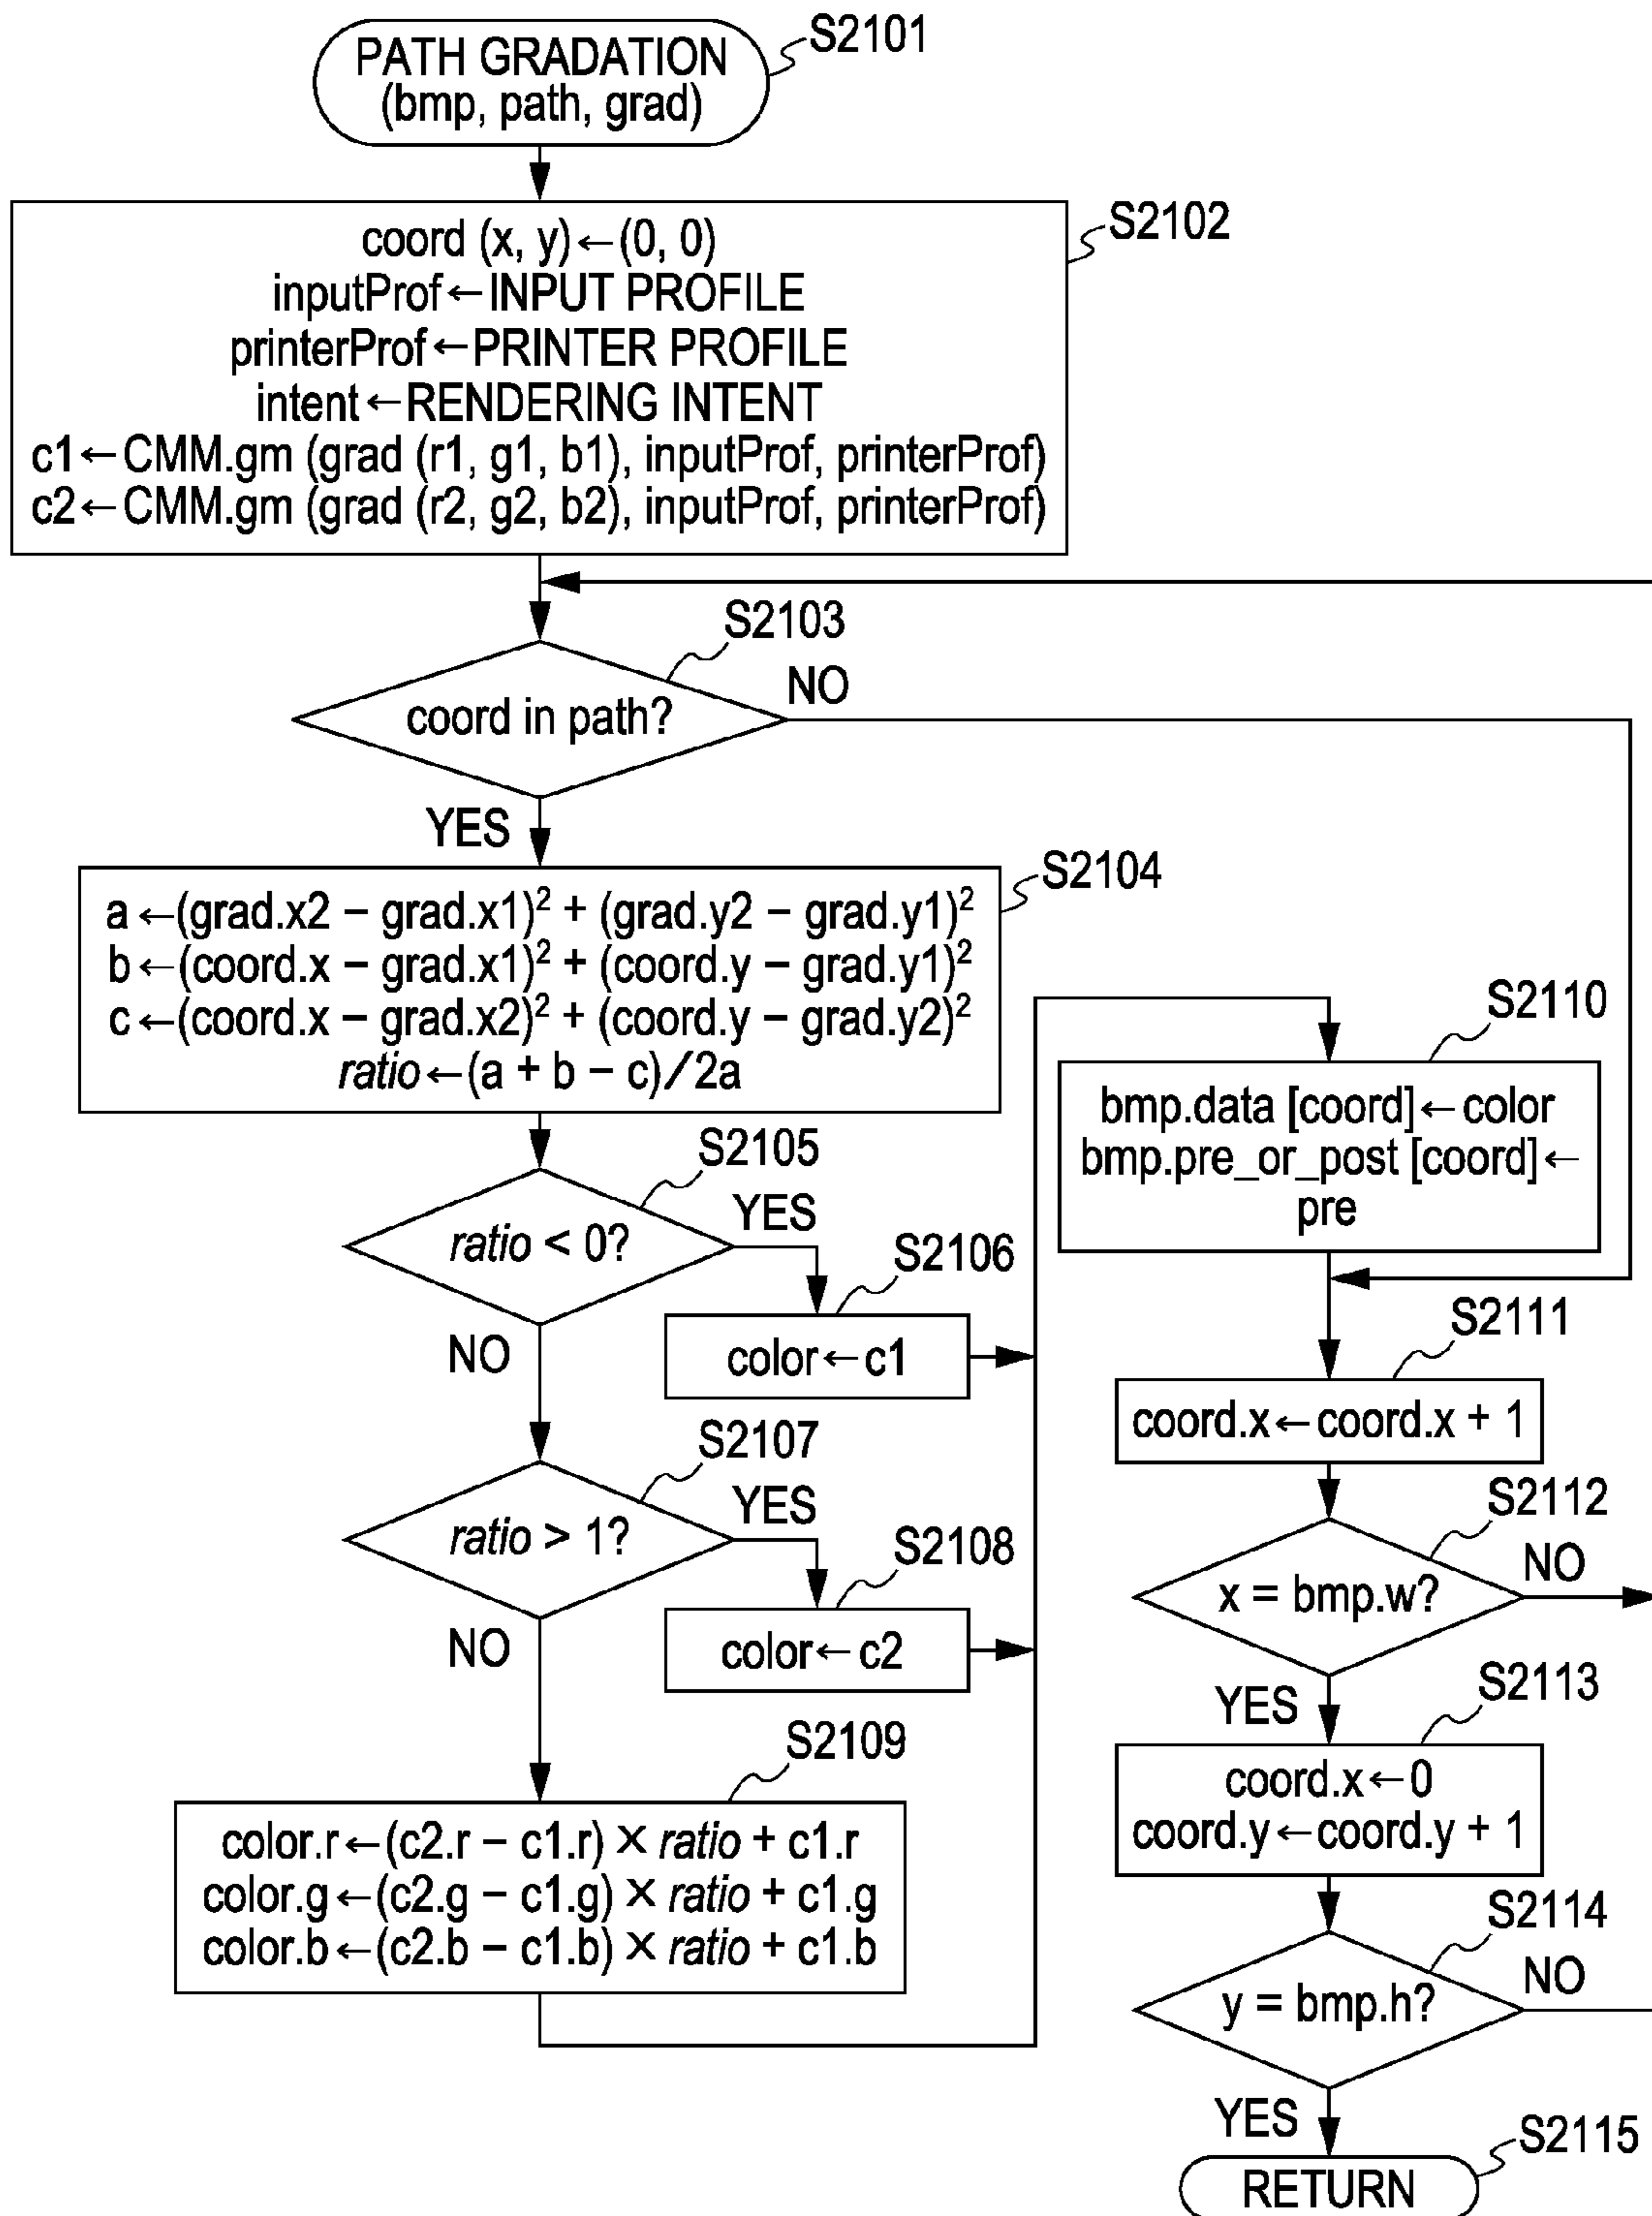 PATH GRADATION
(bmp, path, grad)
S2101
coord (x, y)←(0, 0)
inputProf←INPUT PROFILE
printerProf←PRINTER PROFILE
intent←RENDERING INTENT
c1←CMM.gm (grad (r1, g1, b1), inputProf, printerProf)
c2←CMM.gm (grad (r2, g2, b2), inputProf, printerProf)
S2102
S2103
coord in path?
NO
YES
S2104
a←(grad.x2 – grad.x1)² + (grad.y2 – grad.y1)²
b←(coord.x – grad.x1)² + (coord.y – grad.y1)²
c←(coord.x – grad.x2)² + (coord.y – grad.y2)²
ratio←(a + b – c)/2a
S2105
ratio < 0?
YES
NO
S2106
color←c1
S2107
ratio > 1?
YES
NO
S2108
color←c2
S2109
color.r←(c2.r – c1.r) × ratio + c1.r
color.g←(c2.g – c1.g) × ratio + c1.g
color.b←(c2.b – c1.b) × ratio + c1.b
S2110
bmp.data [coord]←color
bmp.pre_or_post [coord]←
pre
S2111
coord.x←coord.x + 1
S2112
x = bmp.w?
NO
YES
S2113
coord.x←0
coord.y←coord.y + 1
S2114
y = bmp.h?
NO
YES
S2115
RETURN